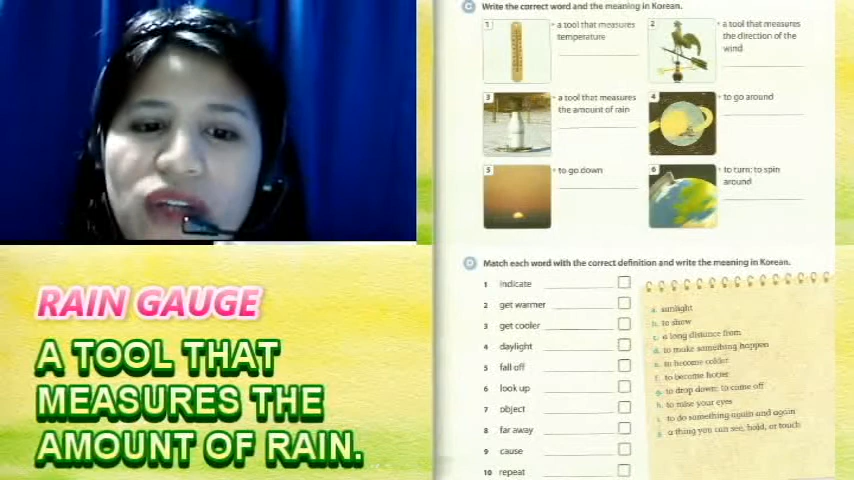 RAIN GAUGE
A TOOL THAT
MEASURES THE
AMOUNT OF RAIN.
C Write the correct word and the meaning in Korean.
1
• a tool that measures
temperature
2
• a tool that measures
the direction of the
wind
3
• a tool that measures
the amount of rain
4
• to go around
5
• to go down
6
• to turn; to spin
around
D Match each word with the correct definition and write the meaning in Korean.
1 indicate
2 get warmer
3 get cooler
4 daylight
5 fall off
6 look up
7 object
8 far away
9 cause
10 repeat
a. sunlight
b. to show
c. a long distance from
d. to make something happen
e. to become colder
f. to become hotter
g. to drop down; to come off
h. to raise your eyes
i. to do something again and again
j. a thing you can see, hold, or touch